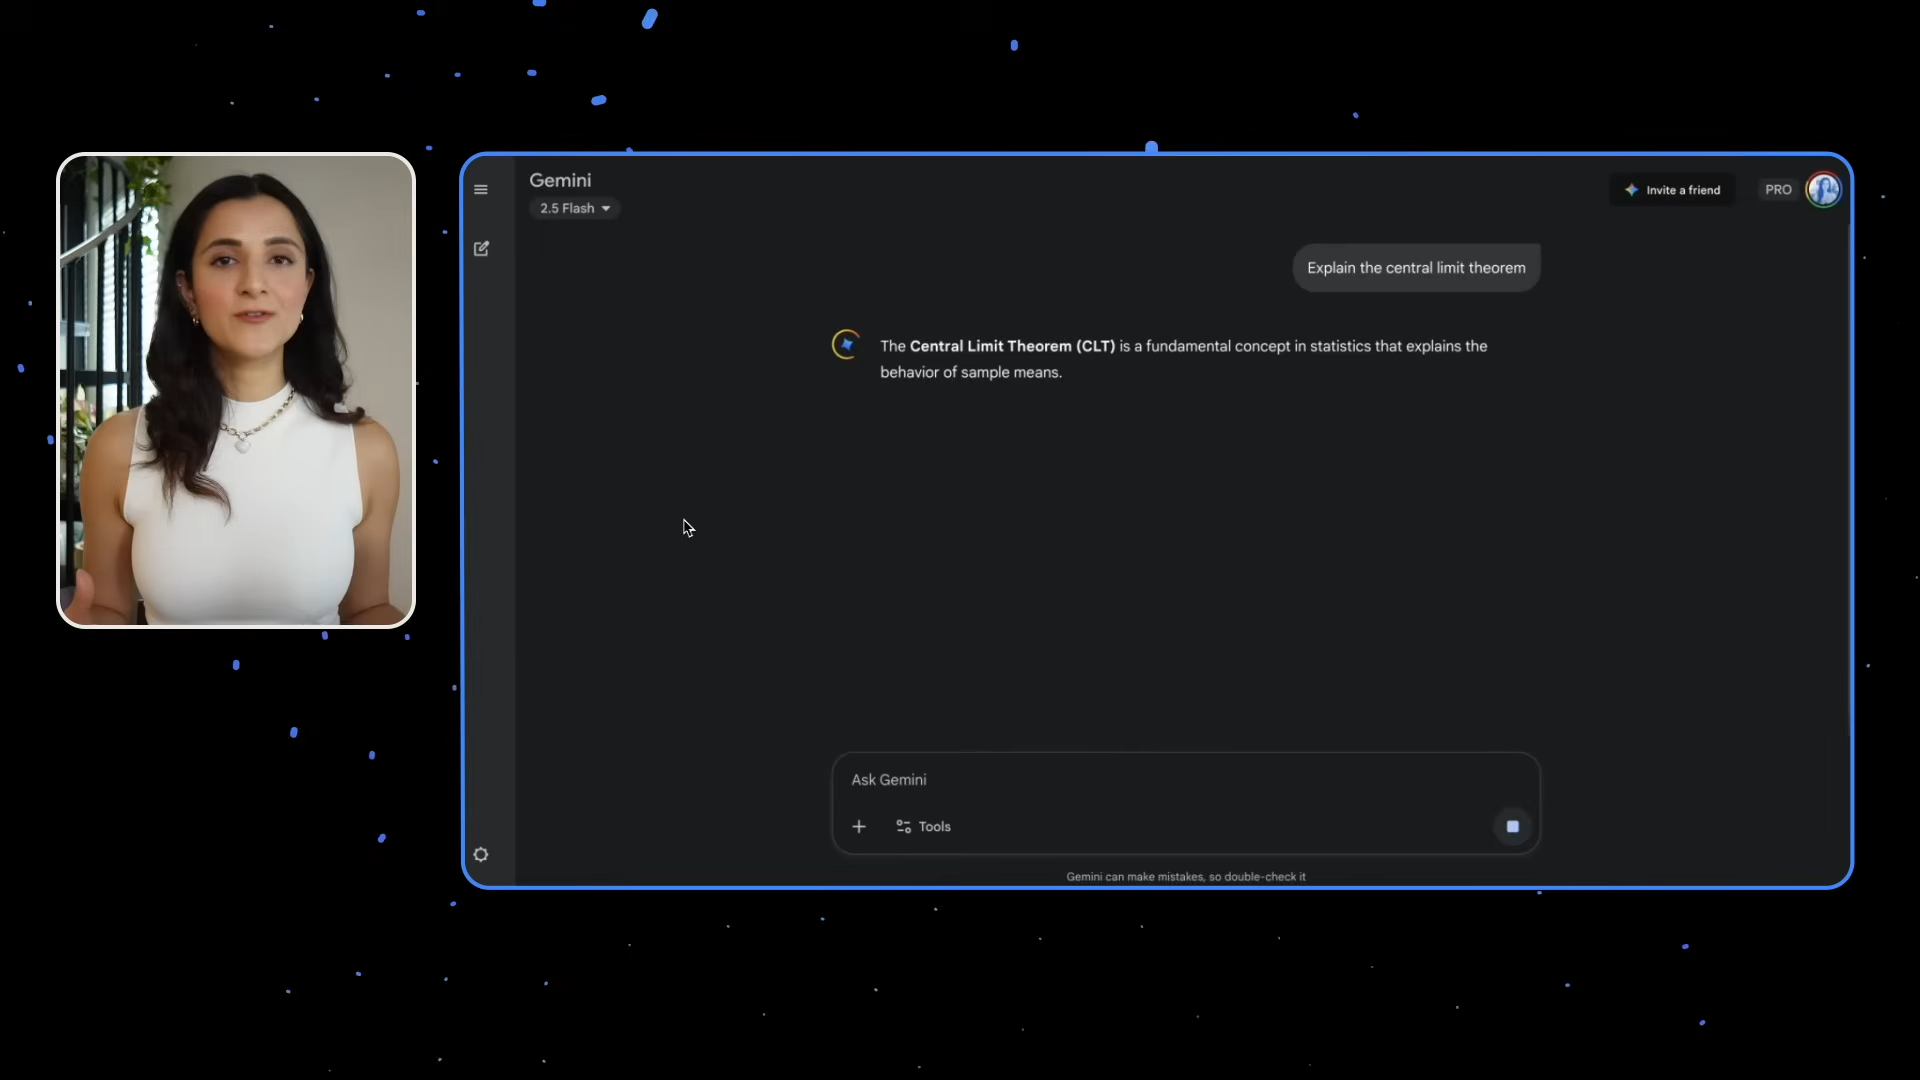 Gemini
2.5 Flash
Invite a friend
PRO
Explain the central limit theorem
The Central Limit Theorem (CLT) is a fundamental concept in statistics that explains the
behavior of sample means.
Ask Gemini
Tools
Gemini can make mistakes, so double-check it